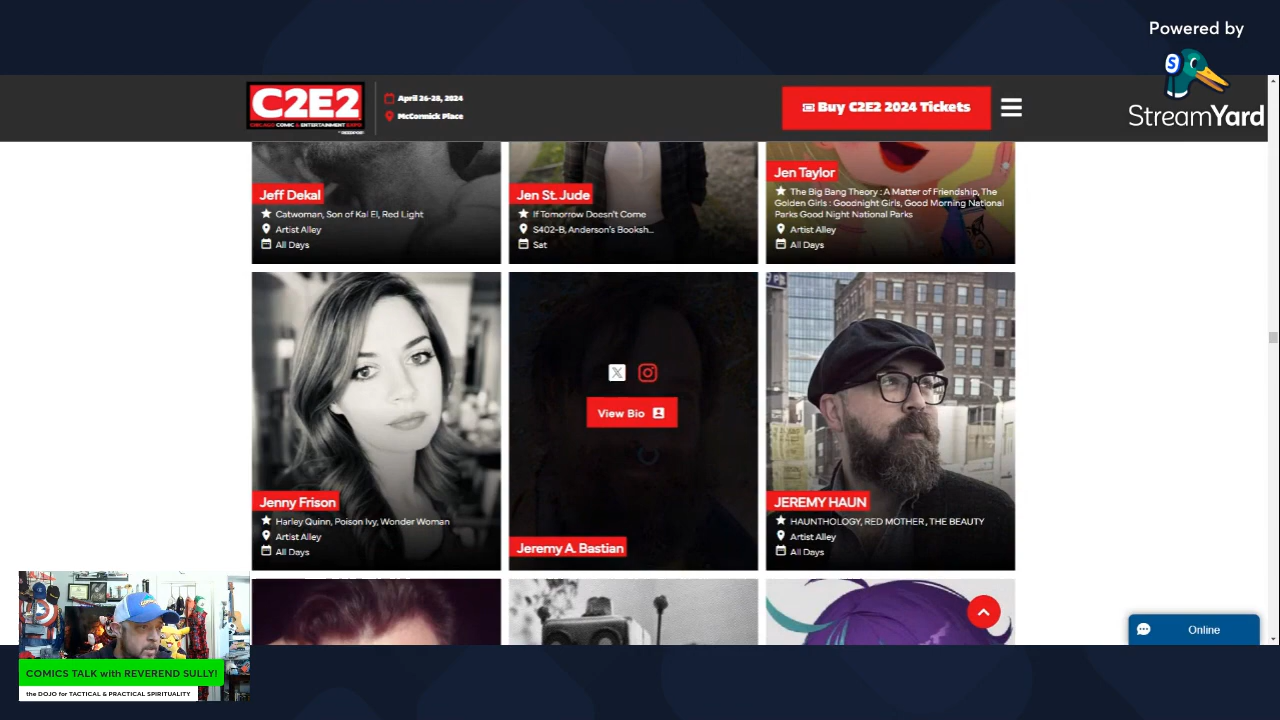 Powered by
S
StreamYard
C2E2
CHICAGO COMIC & ENTERTAINMENT EXPO
April 26-28, 2024
McCormick Place
Buy C2E2 2024 Tickets
Jeff Dekal
Catwoman, Son of Kal El, Red Light
Artist Alley
All Days
Jen St. Jude
If Tomorrow Doesn't Come
S402-B, Anderson's Booksh...
Sat
Jen Taylor
The Big Bang Theory : A Matter of Friendship, The
Golden Girls : Goodnight Girls, Good Morning National
Parks Good Night National Parks
Artist Alley
All Days
Jenny Frison
Harley Quinn, Poison Ivy, Wonder Woman
Artist Alley
All Days
View Bio
Jeremy A. Bastian
JEREMY HAUN
HAUNTHOLOGY, RED MOTHER , THE BEAUTY
Artist Alley
All Days
Online
COMICS TALK with REVEREND SULLY!
the DOJO for TACTICAL & PRACTICAL SPIRITUALITY